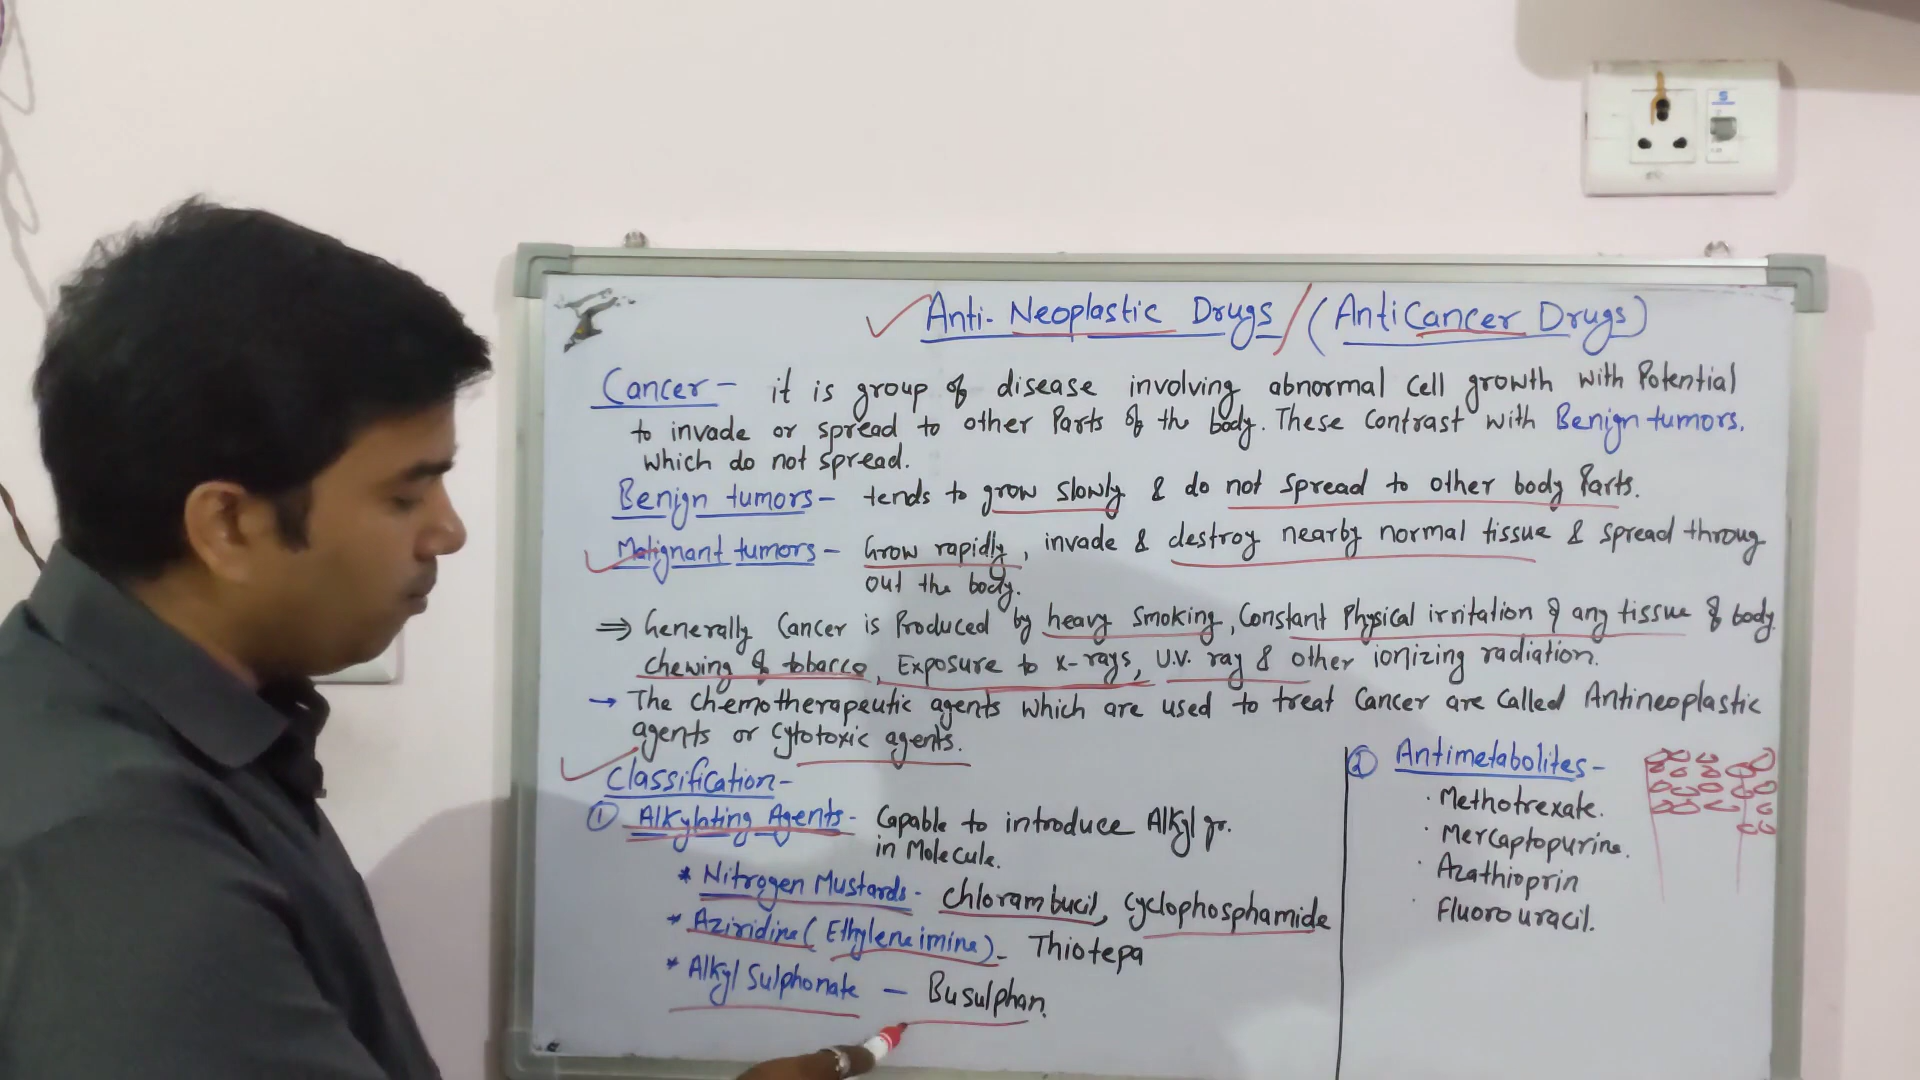 Anti-Neoplastic Drugs / (AntiCancer Drugs)
Cancer - it is group of disease involving abnormal cell growth with Potential
to invade or spread to other Parts of the body. These contrast with Benign tumors.
which do not spread.
Benign tumors - tends to grow slowly & do not spread to other body Parts.
Malignant tumors - Grow rapidly, invade & destroy nearby normal tissue & spread throug
out the body.
⇒ Generally Cancer is Produced by heavy smoking, Constant Physical irritation of any tissue of body
chewing of tobacco, Exposure to x-rays, U.V. ray & other ionizing radiation.
→ The chemotherapeutic agents which are used to treat Cancer are called Antineoplastic
agents or cytotoxic agents.
Classification -
① Alkylating Agents - Capable to introduce Alkyl gr.
in Molecule.
* Nitrogen Mustards - Chlorambucil, Cyclophosphamide
* Aziridine (Ethyleneimine) - Thiotepa
* Alkyl Sulphonate - Busulphan.
② Antimetabolites -
· Methotrexate.
· Mercaptopurine.
· Azathioprin
· Fluorouracil.